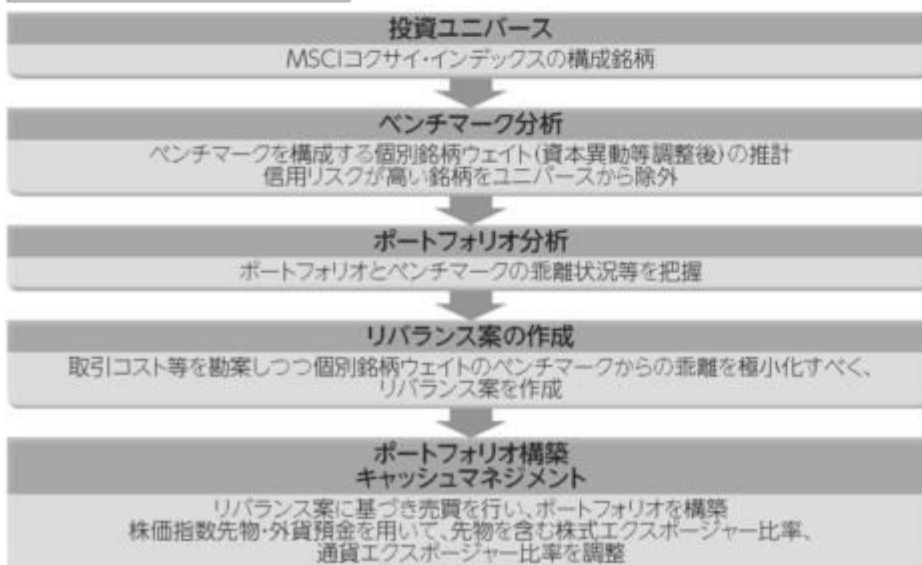 投資ユニバース
MSCIコクサイ・インデックスの構成銘柄
ベンチマーク分析
ベンチマークを構成する個別銘柄ウェイト(資本異動等調整後)の推計
信用リスクが高い銘柄をユニバースから除外
ポートフォリオ分析
ポートフォリオとベンチマークの乖離状況等を把握
リバランス案の作成
取引コスト等を勘案しつつ個別銘柄ウェイトのベンチマークからの乖離を極小化すべく、
リバランス案を作成
ポートフォリオ構築
キャッシュマネジメント
リバランス案に基づき売買を行い、ポートフォリオを構築
株価指数先物・外貨預金を用いて、先物を含む株式エクスポージャー比率、
通貨エクスポージャー比率を調整